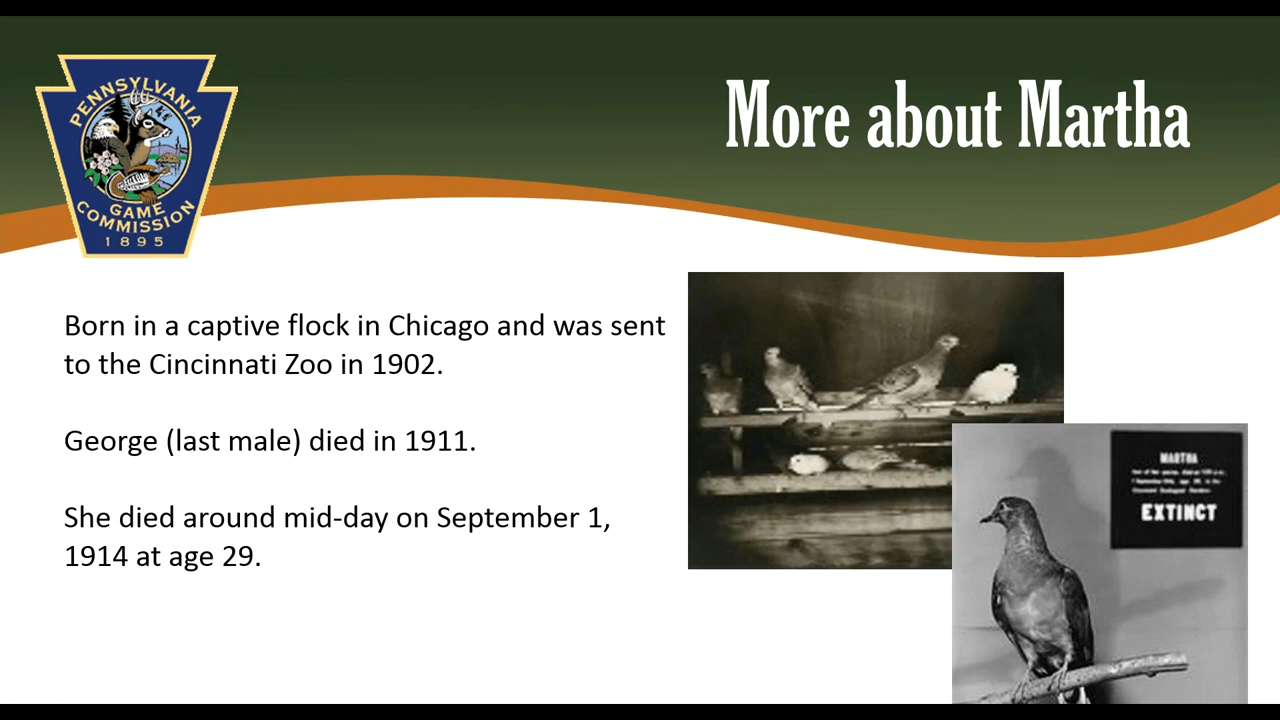 PENNSYLVANIA
GAME
COMMISSION
1895
More about Martha
Born in a captive flock in Chicago and was sent
to the Cincinnati Zoo in 1902.
George (last male) died in 1911.
She died around mid-day on September 1,
1914 at age 29.
MARTHA
EXTINCT